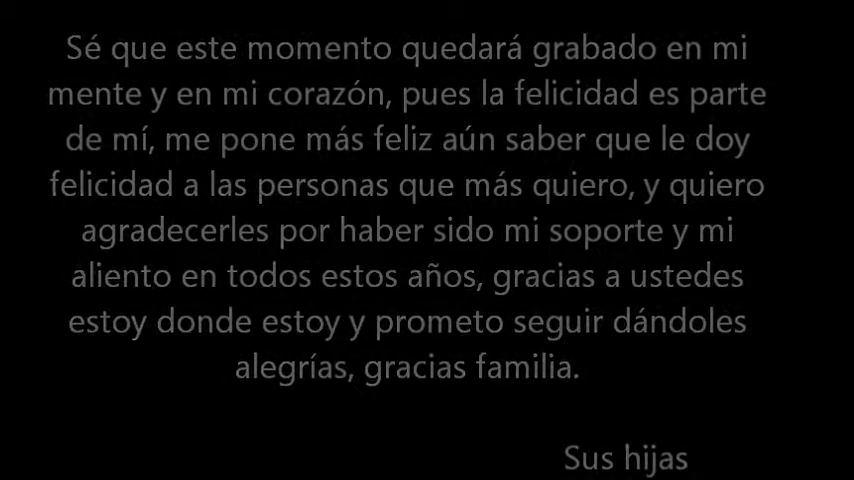 Sé que este momento quedará grabado en mi
mente y en mi corazón, pues la felicidad es parte
de mí, me pone más feliz aún saber que le doy
felicidad a las personas que más quiero, y quiero
agradecerles por haber sido mi soporte y mi
aliento en todos estos años, gracias a ustedes
estoy donde estoy y prometo seguir dándoles
alegrías, gracias familia.
Sus hijas